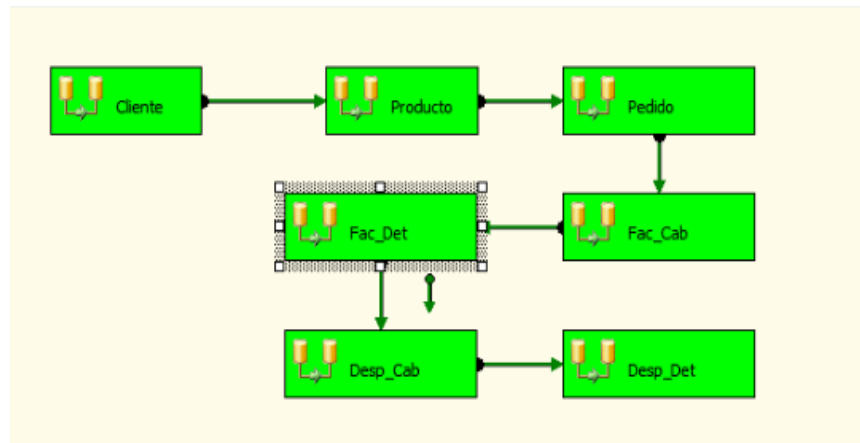 Cliente
Producto
Pedido
Fac_Det
Fac_Cab
Desp_Cab
Desp_Det